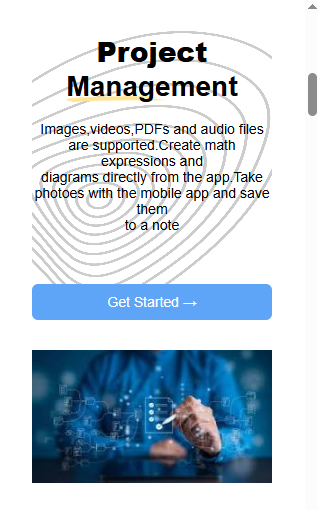 Project
Management
Images,videos,PDFs and audio files
are supported.Create math
expressions and
diagrams directly from the app.Take
photoes with the mobile app and save
them
to a note
Get Started →